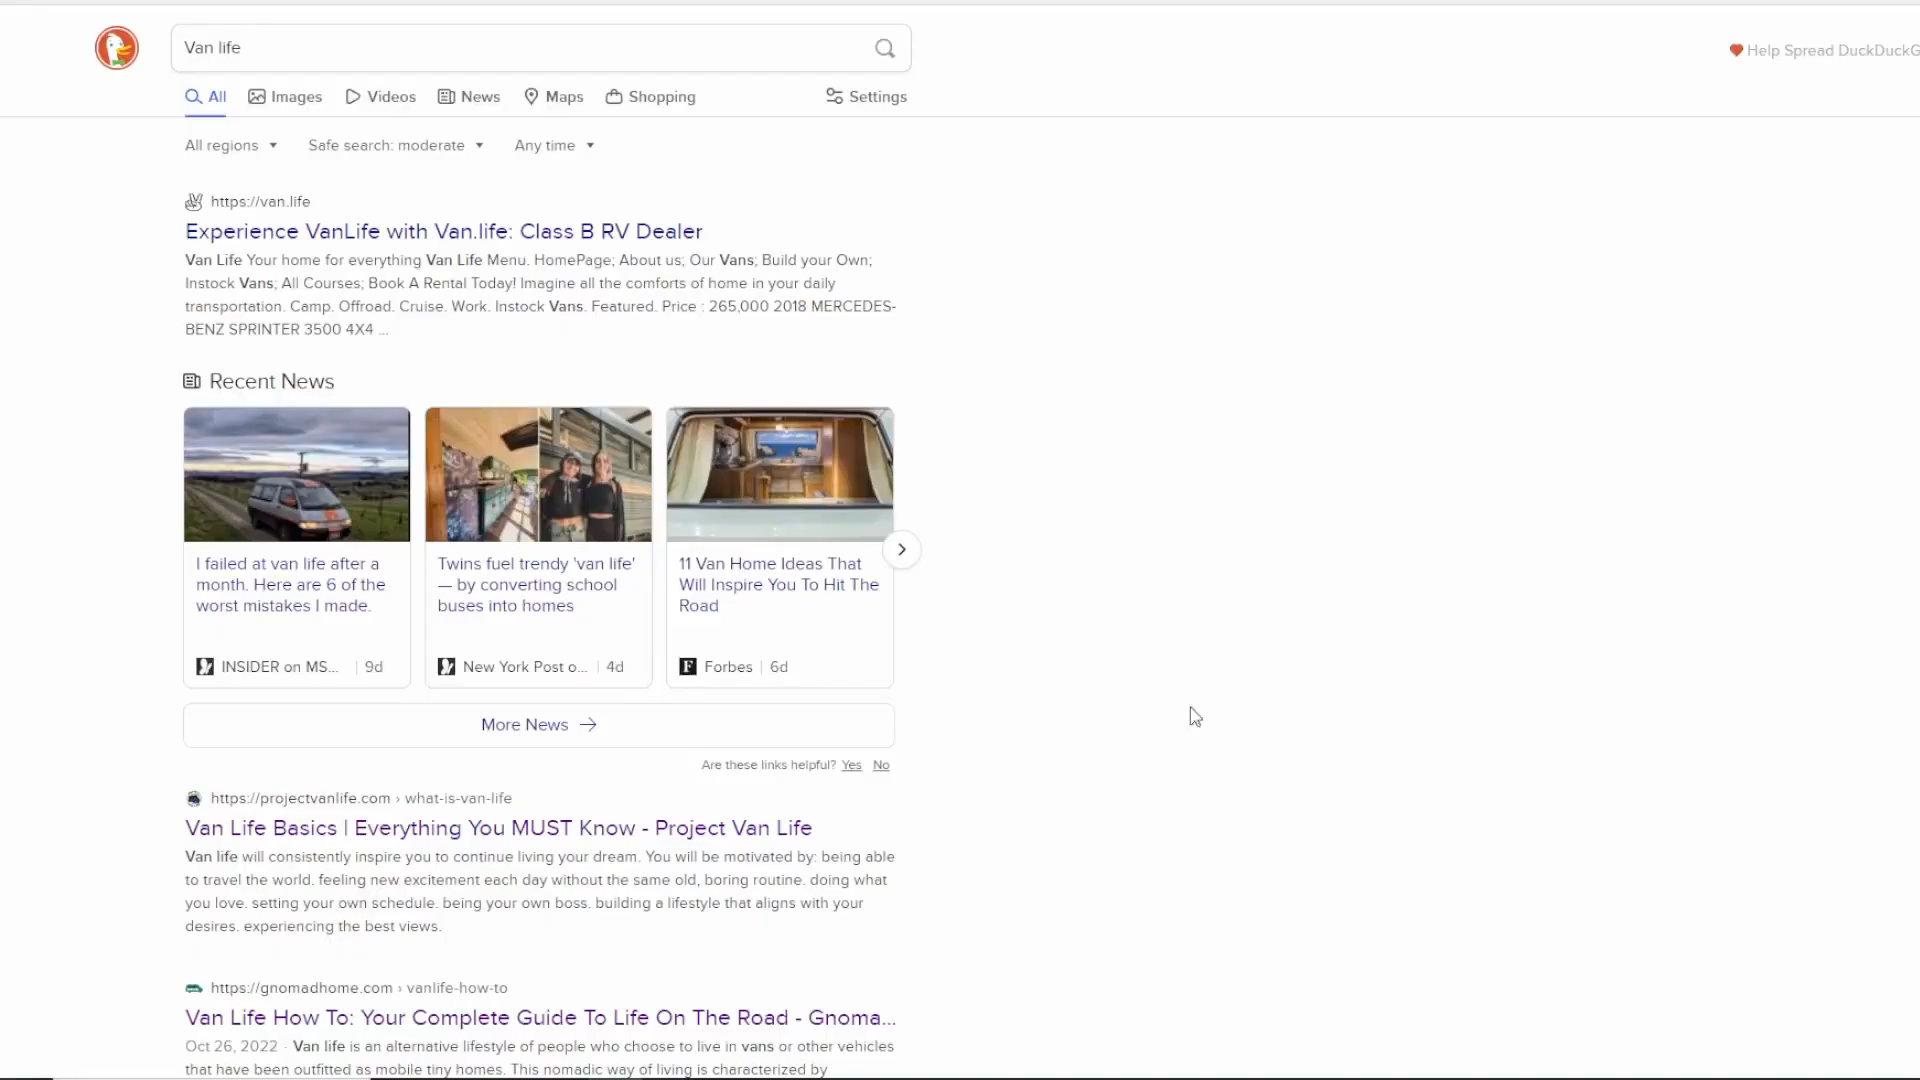 Van life
Help Spread DuckDuckG
All Images Videos News Maps Shopping Settings
All regions Safe search: moderate Any time
https://van.life
Experience VanLife with Van.life: Class B RV Dealer
Van Life Your home for everything Van Life Menu. HomePage; About us; Our Vans; Build your Own;
Instock Vans; All Courses; Book A Rental Today! Imagine all the comforts of home in your daily
transportation. Camp. Offroad. Cruise. Work. Instock Vans. Featured. Price : 265,000 2018 MERCEDES-
BENZ SPRINTER 3500 4X4 ...
Recent News
I failed at van life after a
month. Here are 6 of the
worst mistakes I made.
INSIDER on MS... | 9d
Twins fuel trendy 'van life'
— by converting school
buses into homes
New York Post o... | 4d
11 Van Home Ideas That
Will Inspire You To Hit The
Road
F Forbes | 6d
More News →
Are these links helpful? Yes No
https://projectvanlife.com › what-is-van-life
Van Life Basics | Everything You MUST Know - Project Van Life
Van life will consistently inspire you to continue living your dream. You will be motivated by: being able
to travel the world. feeling new excitement each day without the same old, boring routine. doing what
you love. setting your own schedule. being your own boss. building a lifestyle that aligns with your
desires. experiencing the best views.
https://gnomadhome.com › vanlife-how-to
Van Life How To: Your Complete Guide To Life On The Road - Gnoma...
Oct 26, 2022 · Van life is an alternative lifestyle of people who choose to live in vans or other vehicles
that have been outfitted as mobile tiny homes. This nomadic way of living is characterized by